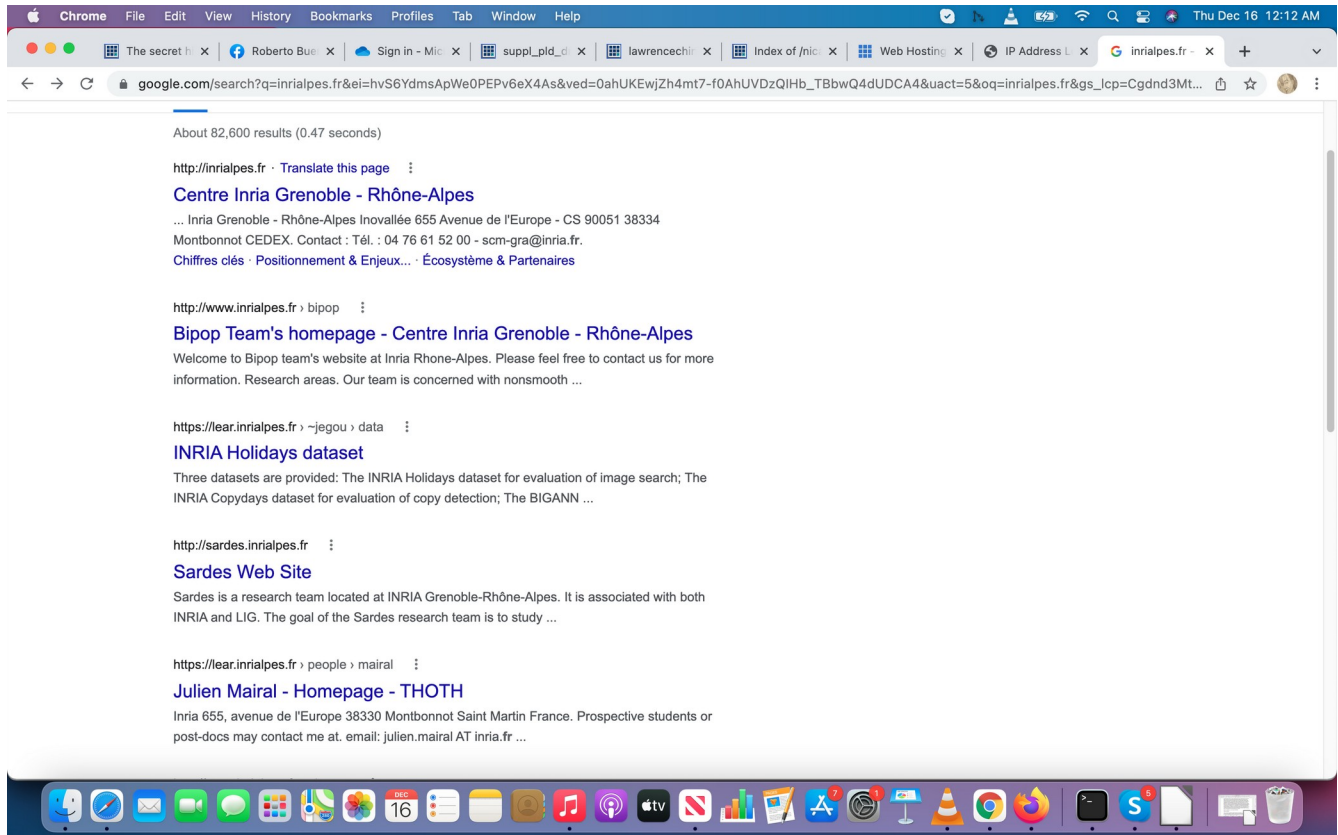 Chrome File Edit View History Bookmarks Profiles Tab Window Help Thu Dec 16 12:12 AM
The secret h Roberto Bue Sign in - Mic suppl_pld_d lawrencechin Index of /nic Web Hosting IP Address L inrialpes.fr -
google.com/search?q=inrialpes.fr&ei=hvS6YdmsApWe0PEPv6eX4As&ved=0ahUKEwjZh4mt7-f0AhUVDzQIHb_TBbwQ4dUDCA4&uact=5&oq=inrialpes.fr&gs_lcp=Cgdnd3Mt...
About 82,600 results (0.47 seconds)
http://inrialpes.fr · Translate this page
Centre Inria Grenoble - Rhône-Alpes
... Inria Grenoble - Rhône-Alpes Inovallée 655 Avenue de l'Europe - CS 90051 38334
Montbonnot CEDEX. Contact : Tél. : 04 76 61 52 00 - scm-gra@inria.fr.
Chiffres clés · Positionnement & Enjeux... · Écosystème & Partenaires
http://www.inrialpes.fr › bipop
Bipop Team's homepage - Centre Inria Grenoble - Rhône-Alpes
Welcome to Bipop team's website at Inria Rhone-Alpes. Please feel free to contact us for more
information. Research areas. Our team is concerned with nonsmooth ...
https://lear.inrialpes.fr › ~jegou › data
INRIA Holidays dataset
Three datasets are provided: The INRIA Holidays dataset for evaluation of image search; The
INRIA Copydays dataset for evaluation of copy detection; The BIGANN ...
http://sardes.inrialpes.fr
Sardes Web Site
Sardes is a research team located at INRIA Grenoble-Rhône-Alpes. It is associated with both
INRIA and LIG. The goal of the Sardes research team is to study ...
https://lear.inrialpes.fr › people › mairal
Julien Mairal - Homepage - THOTH
Inria 655, avenue de l'Europe 38330 Montbonnot Saint Martin France. Prospective students or
post-docs may contact me at. email: julien.mairal AT inria.fr ...
DEC
16
tv
7
1
5